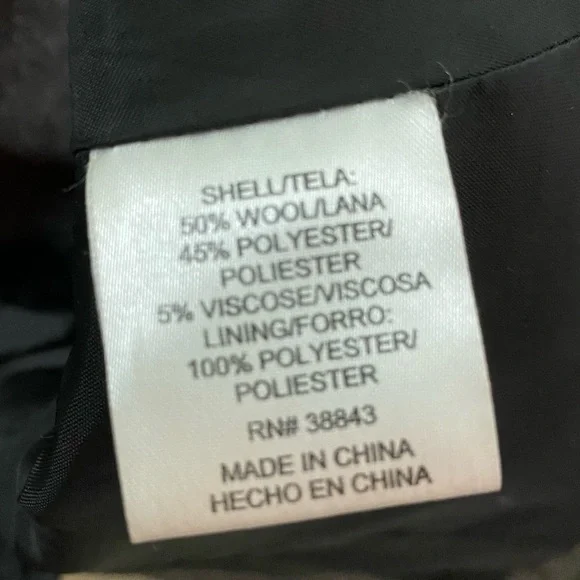 SHELL/TELA:
50% WOOL/LANA
45% POLYESTER/
POLIESTER
5% VISCOSE/VISCOSA
LINING/FORRO:
100% POLYESTER/
POLIESTER
RN# 38843
MADE IN CHINA
HECHO EN CHINA